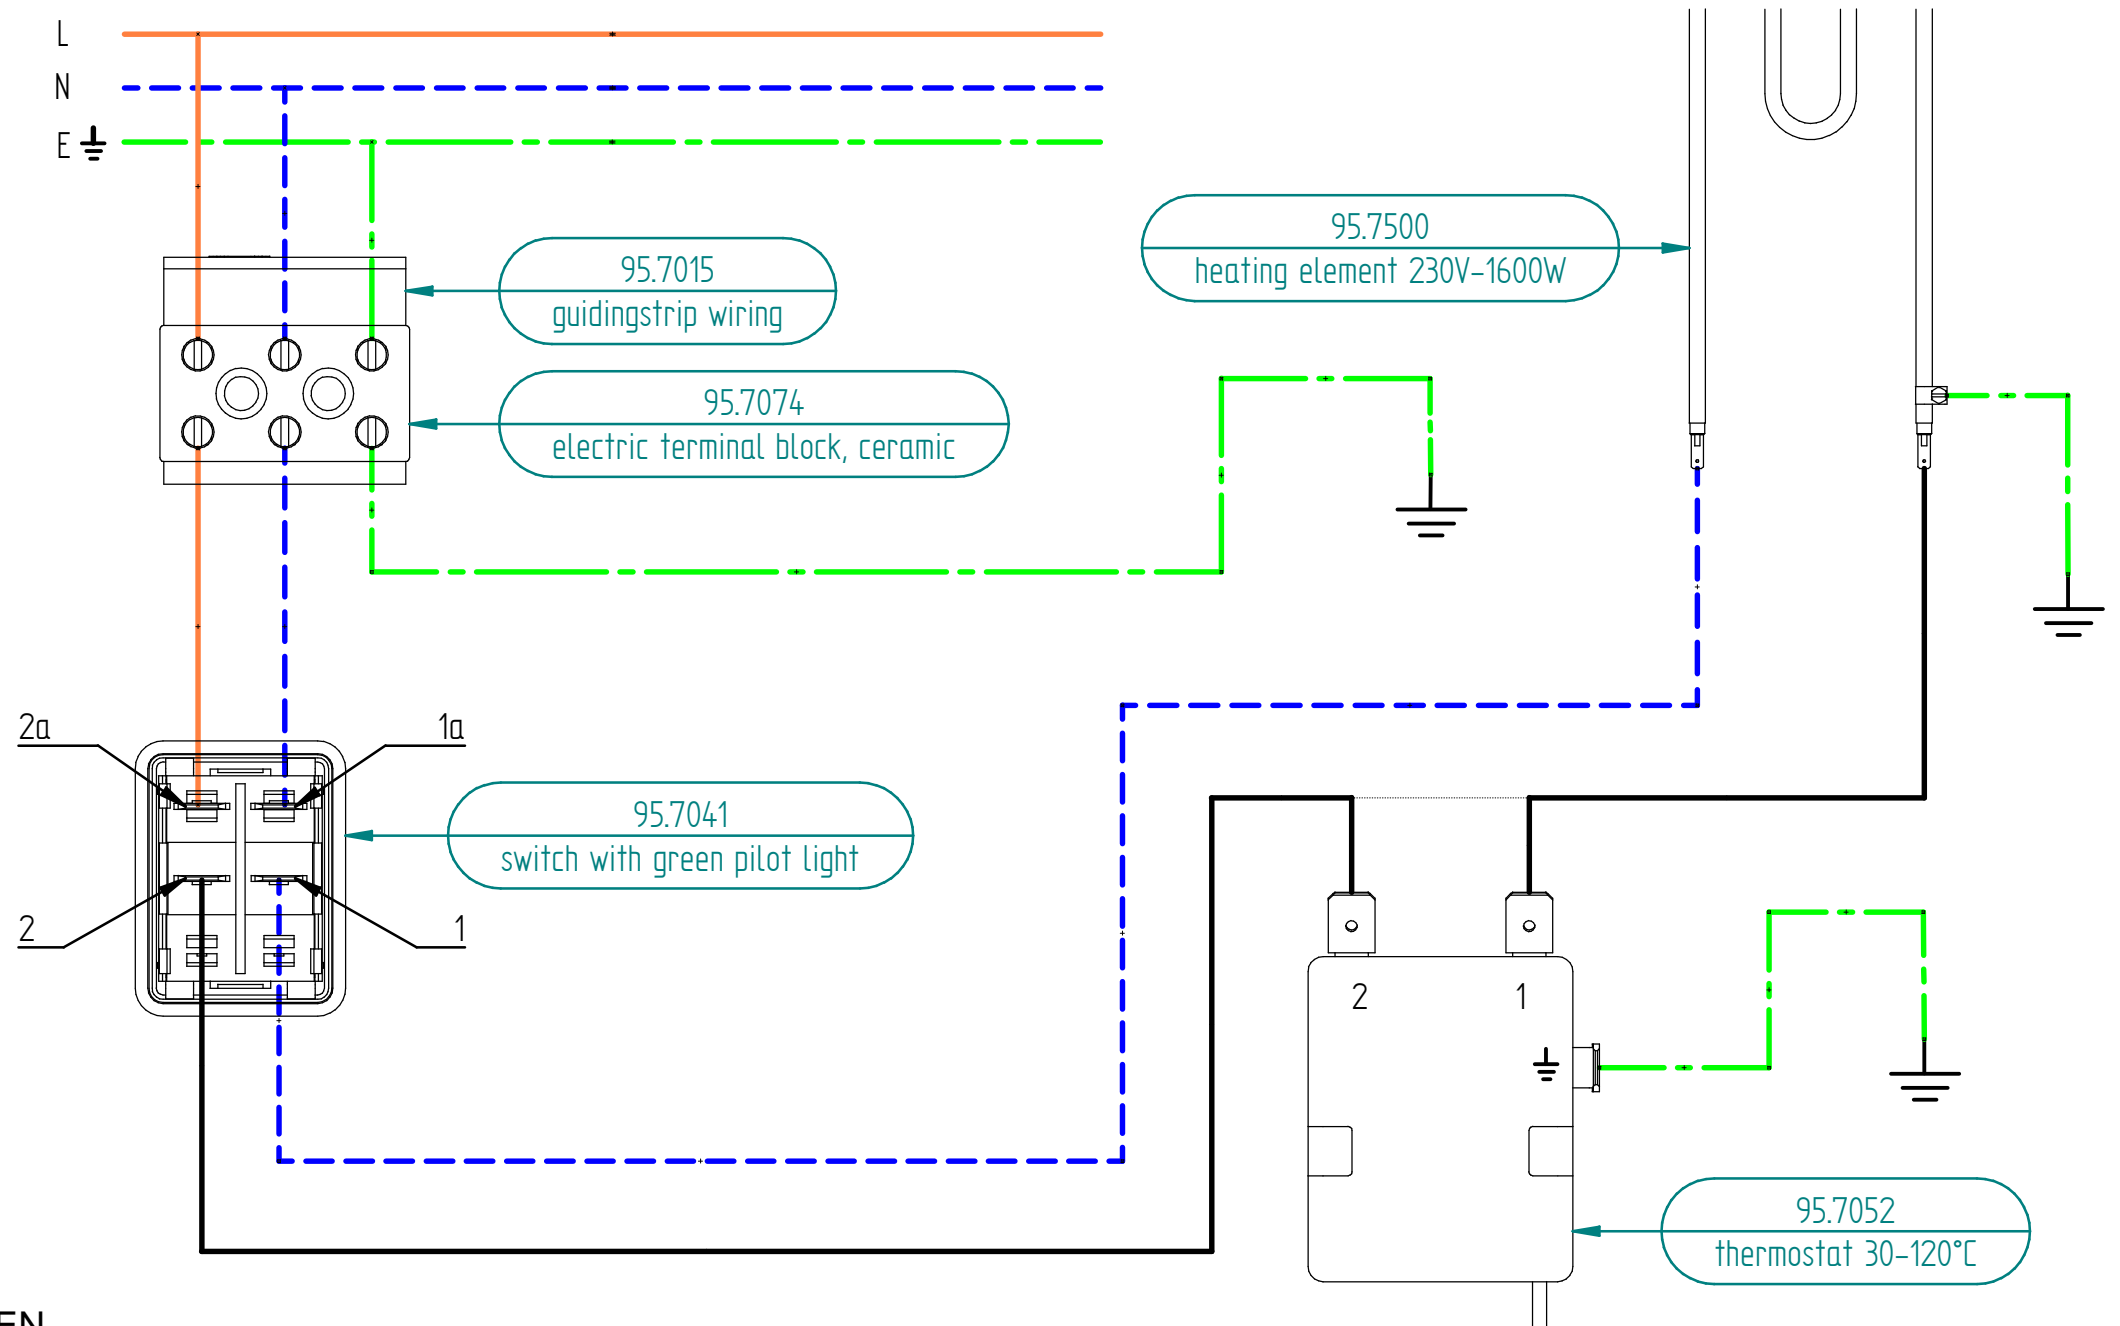 L
N
E
95.7015
guidingstrip wiring
95.7500
heating element 230V-1600W
95.7074
electric terminal block, ceramic
2a
1a
95.7041
switch with green pilot light
2
1
2
1
95.7052
thermostat 30-120°C
EN